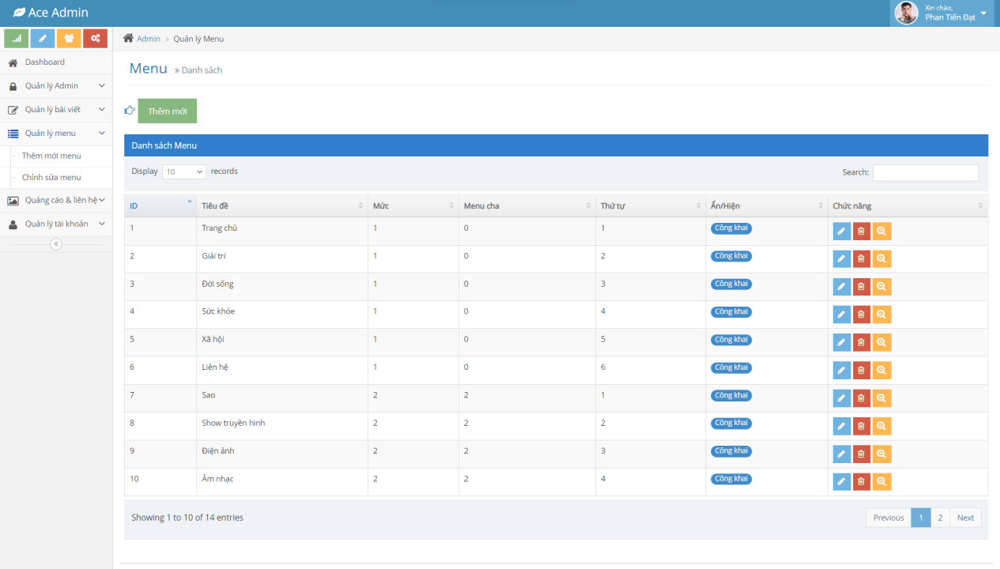 Ace Admin
Xin chào,
Phan Tiến Đạt
Admin > Quản lý Menu
Dashboard
Quản lý Admin
Quản lý bài viết
Quản lý menu
Thêm mới menu
Chỉnh sửa menu
Quảng cáo & liên hệ
Quản lý tài khoản
Menu » Danh sách
Thêm mới
Danh sách Menu
Display 10 records Search:
ID Tiêu đề Mức Menu cha Thứ tự Ẩn/Hiện Chức năng
1 Trang chủ 1 0 1 Công khai
2 Giải trí 1 0 2 Công khai
3 Đời sống 1 0 3 Công khai
4 Sức khỏe 1 0 4 Công khai
5 Xã hội 1 0 5 Công khai
6 Liên hệ 1 0 6 Công khai
7 Sao 2 2 1 Công khai
8 Show truyền hình 2 2 2 Công khai
9 Điện ảnh 2 2 3 Công khai
10 Âm nhạc 2 2 4 Công khai
Showing 1 to 10 of 14 entries Previous 1 2 Next